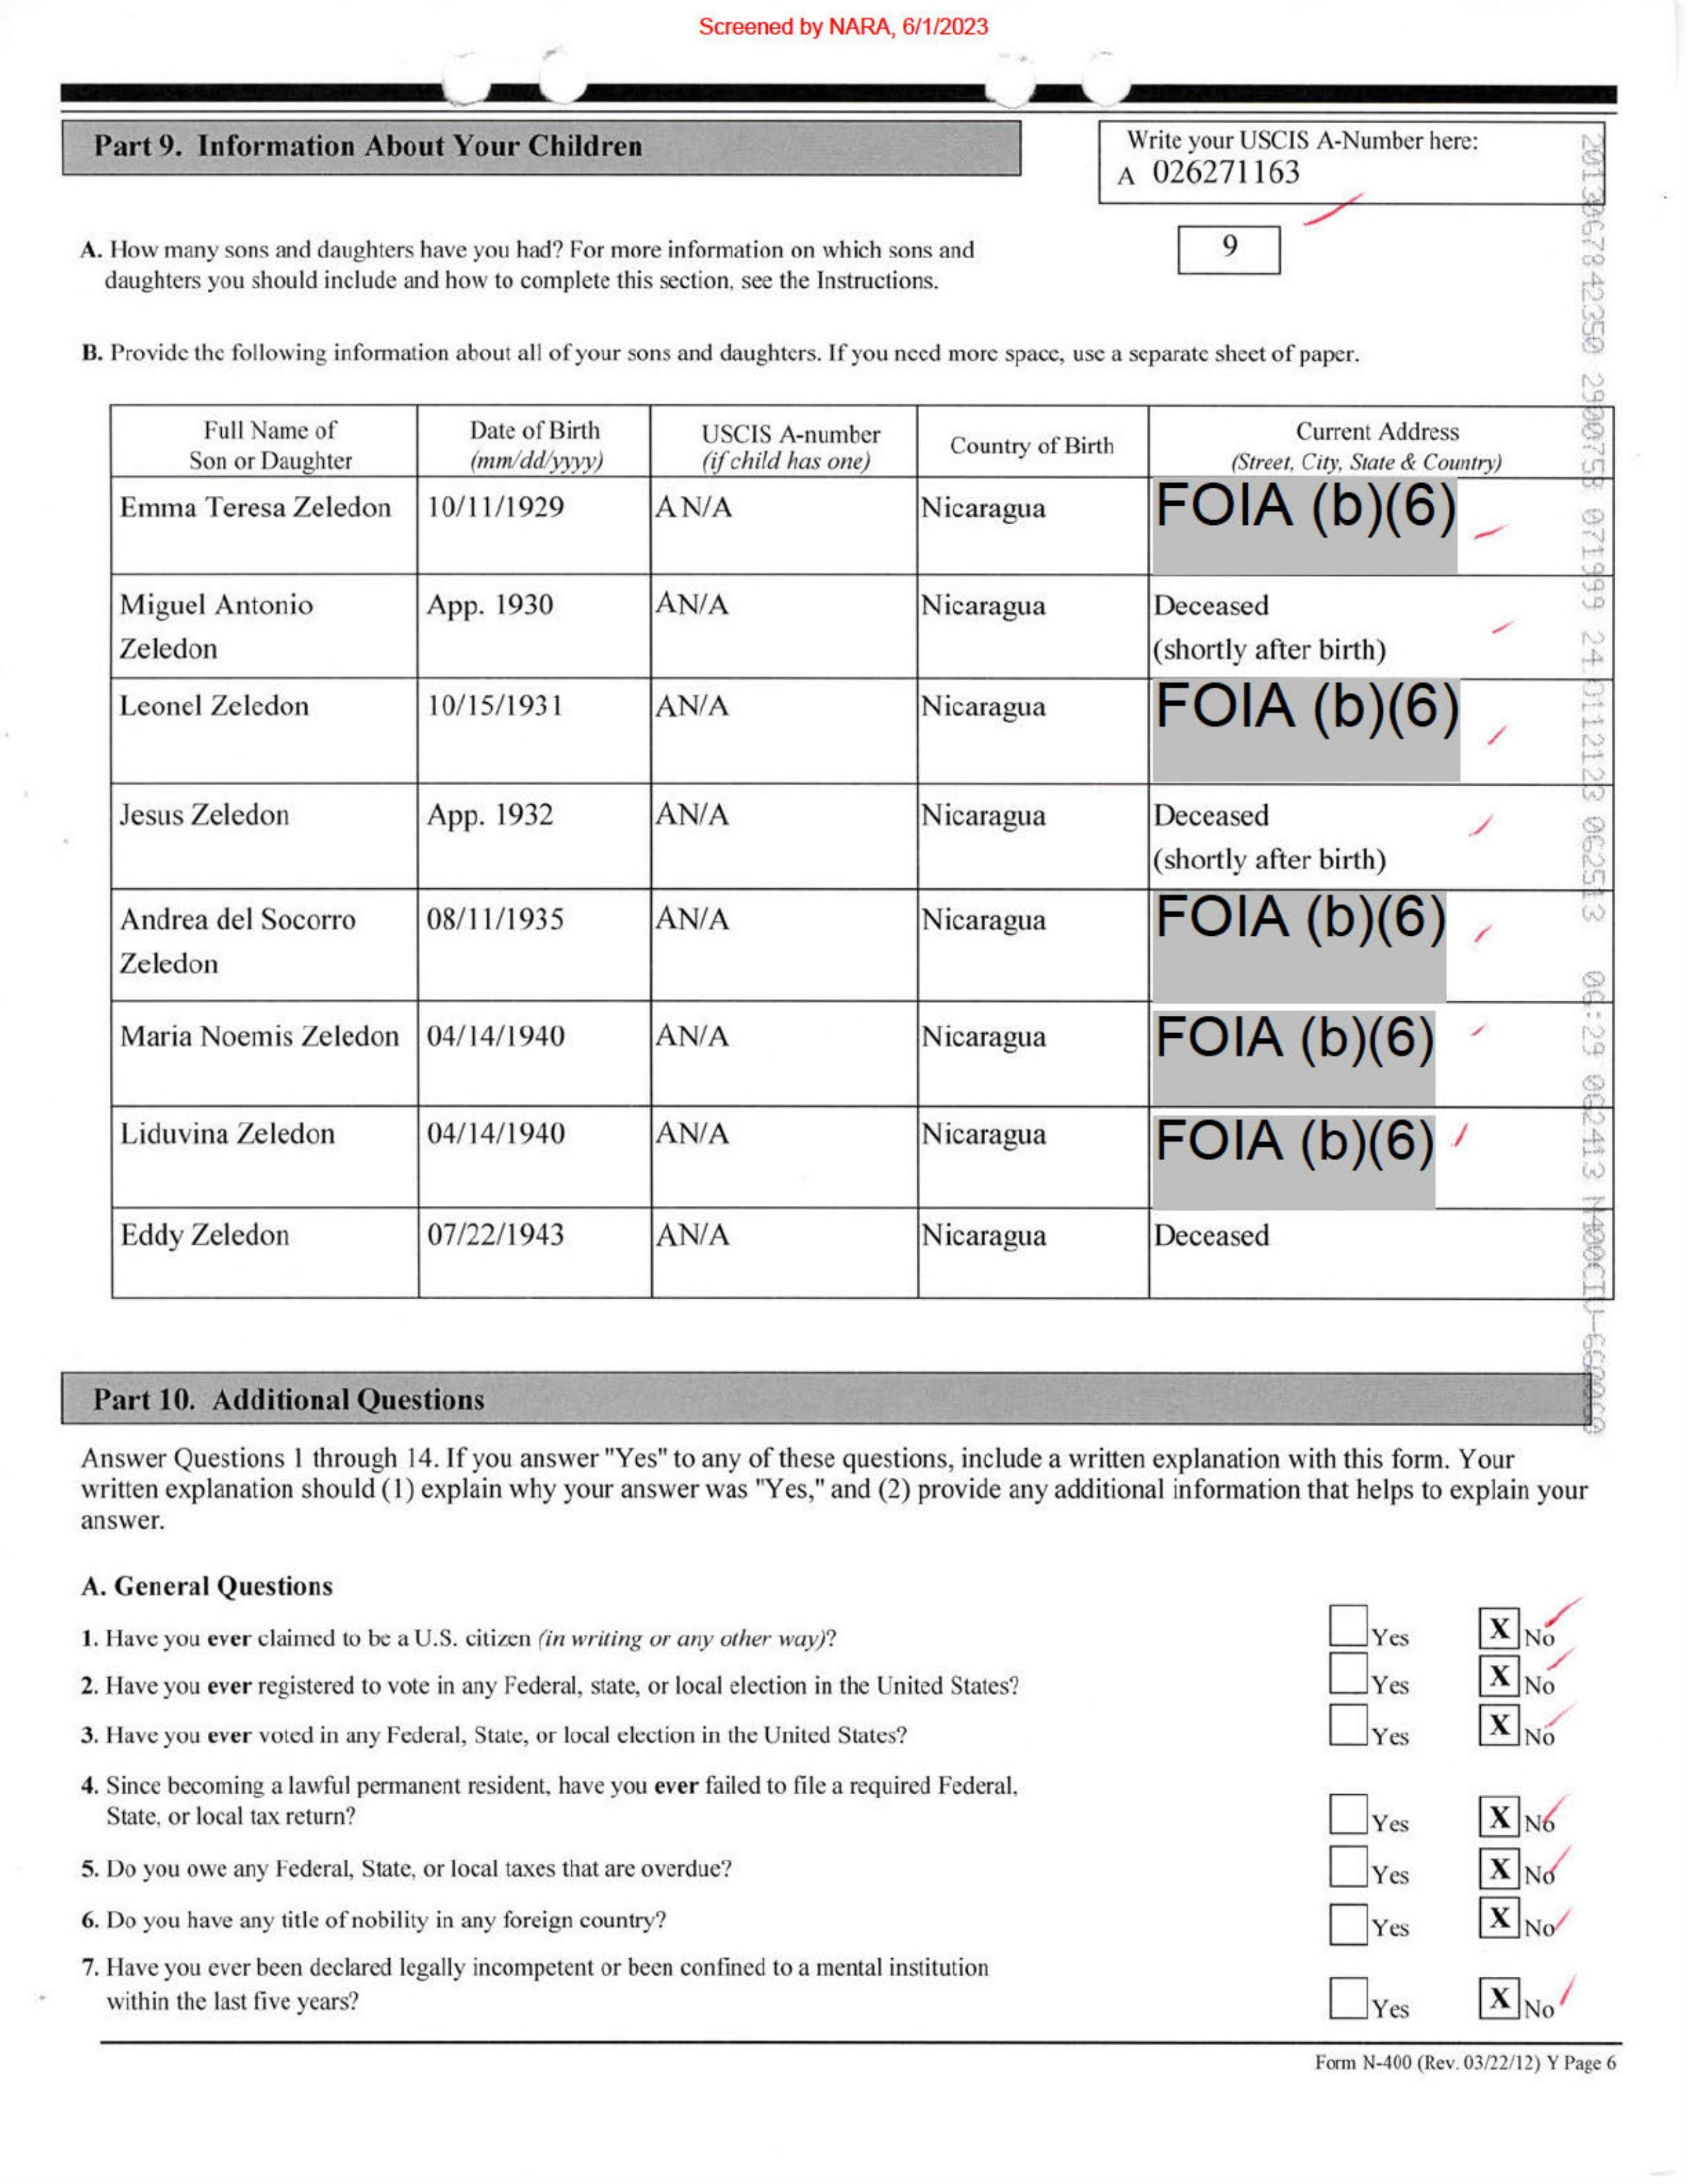 Screened by NARA, 6/1/2023
Part 9. Information About Your Children
Write your USCIS A-Number here:
A 026271163
A. How many sons and daughters have you had? For more information on which sons and
daughters you should include and how to complete this section, see the Instructions.
9
B. Provide the following information about all of your sons and daughters. If you need more space, use a separate sheet of paper.
Full Name of
Son or Daughter
Date of Birth
(mm/dd/yyyy)
USCIS A-number
(if child has one)
Country of Birth
Current Address
(Street, City, State & Country)
Emma Teresa Zeledon 10/11/1929 A N/A Nicaragua FOIA (b)(6)
Miguel Antonio App. 1930 AN/A Nicaragua Deceased
Zeledon (shortly after birth)
Leonel Zeledon 10/15/1931 AN/A Nicaragua FOIA (b)(6)
Jesus Zeledon App. 1932 AN/A Nicaragua Deceased
(shortly after birth)
Andrea del Socorro 08/11/1935 AN/A Nicaragua FOIA (b)(6)
Zeledon
Maria Noemis Zeledon 04/14/1940 AN/A Nicaragua FOIA (b)(6)
Liduvina Zeledon 04/14/1940 AN/A Nicaragua FOIA (b)(6)
Eddy Zeledon 07/22/1943 AN/A Nicaragua Deceased
Part 10. Additional Questions
Answer Questions 1 through 14. If you answer "Yes" to any of these questions, include a written explanation with this form. Your
written explanation should (1) explain why your answer was "Yes," and (2) provide any additional information that helps to explain your
answer.
A. General Questions
1. Have you ever claimed to be a U.S. citizen (in writing or any other way)? Yes X No
2. Have you ever registered to vote in any Federal, state, or local election in the United States? Yes X No
3. Have you ever voted in any Federal, State, or local election in the United States? Yes X No
4. Since becoming a lawful permanent resident, have you ever failed to file a required Federal,
State, or local tax return? Yes X No
5. Do you owe any Federal, State, or local taxes that are overdue? Yes X No
6. Do you have any title of nobility in any foreign country? Yes X No
7. Have you ever been declared legally incompetent or been confined to a mental institution
within the last five years? Yes X No
Form N-400 (Rev. 03/22/12) Y Page 6